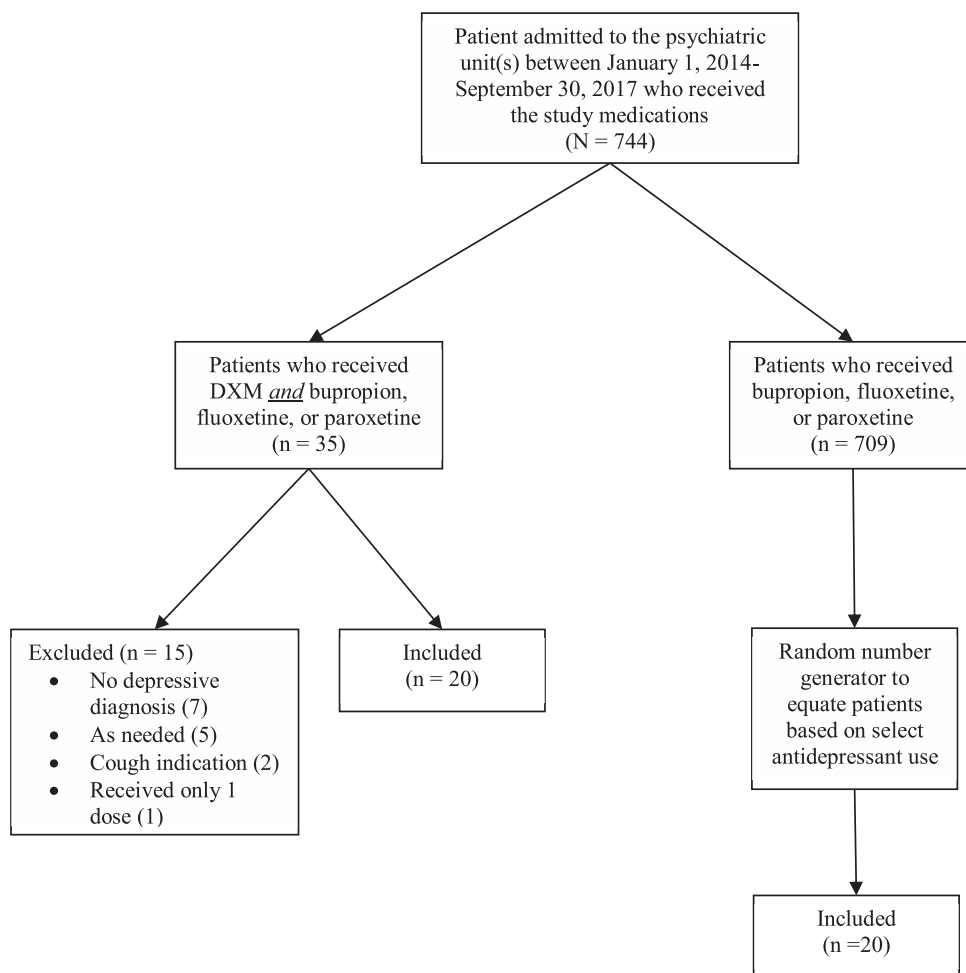 Patient admitted to the psychiatric
unit(s) between January 1, 2014-
September 30, 2017 who received
the study medications
(N = 744)
Patients who received
DXM and bupropion,
fluoxetine, or paroxetine
(n = 35)
Patients who received
bupropion, fluoxetine,
or paroxetine
(n = 709)
Excluded (n = 15)
• No depressive
diagnosis (7)
• As needed (5)
• Cough indication (2)
• Received only 1
dose (1)
Included
(n = 20)
Random number
generator to
equate patients
based on select
antidepressant use
Included
(n =20)